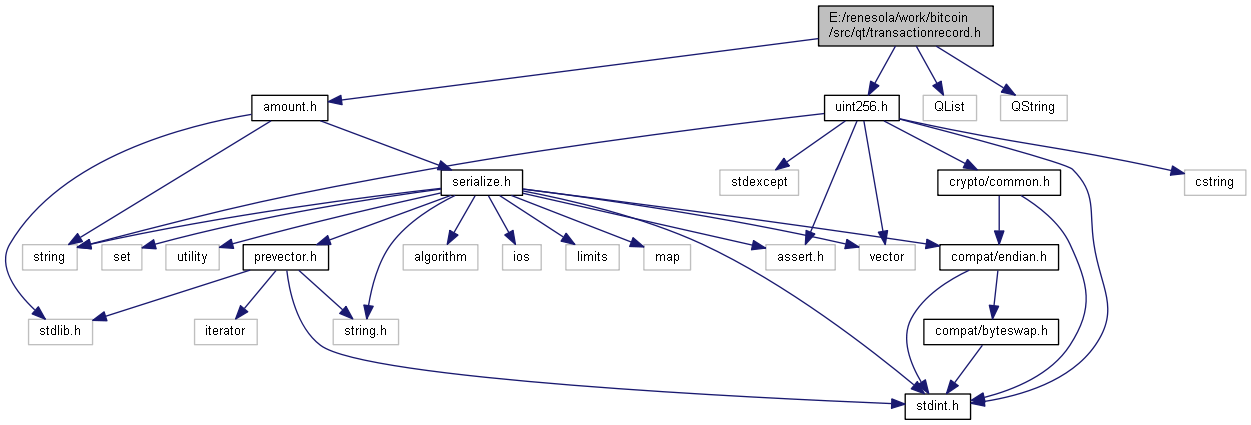 E:/renesola/work/bitcoin
/src/qt/transactionrecord.h
amount.h
uint256.h
QList
QString
serialize.h
stdexcept
crypto/common.h
cstring
string
set
utility
prevector.h
algorithm
ios
limits
map
assert.h
vector
compat/endian.h
stdlib.h
iterator
string.h
compat/byteswap.h
stdint.h